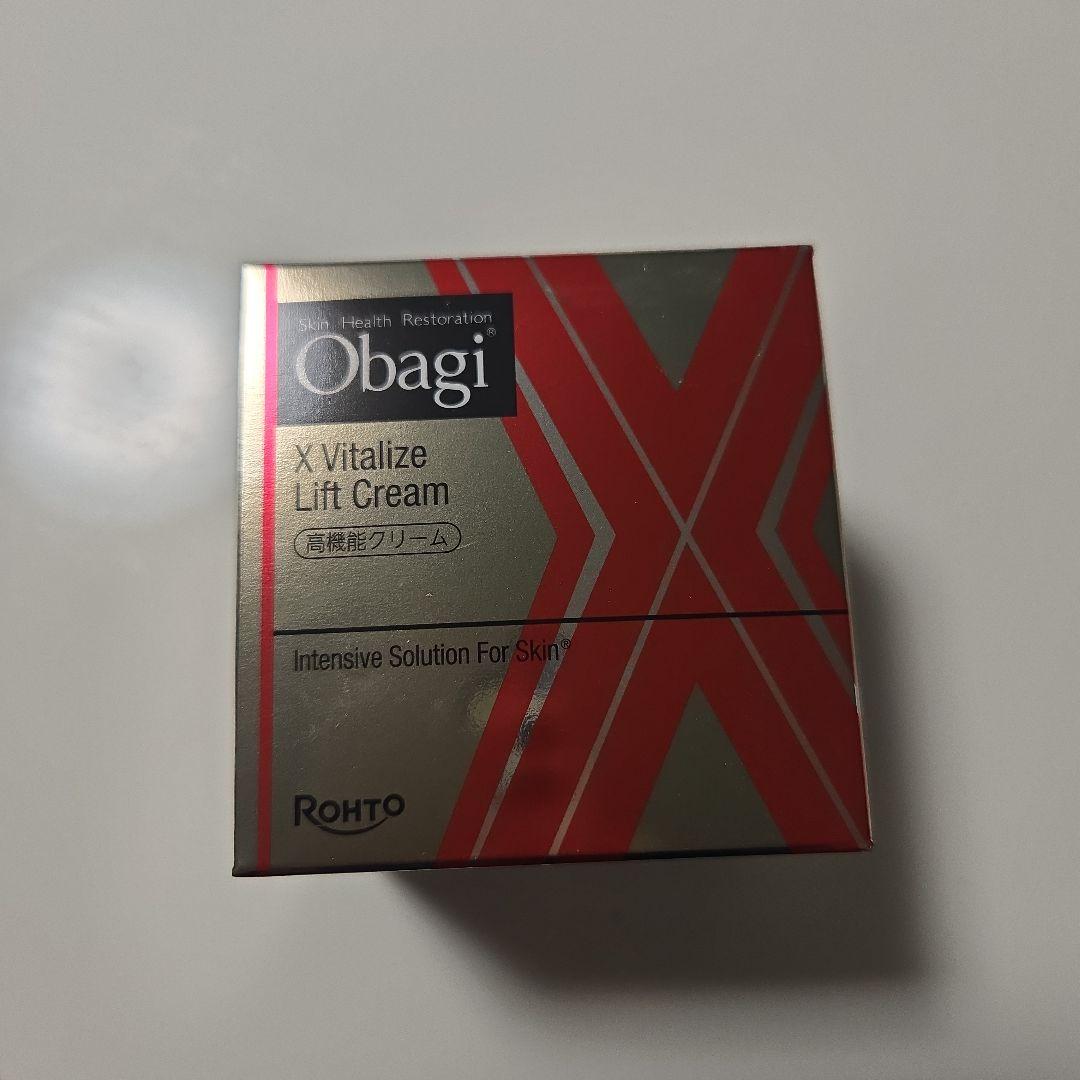 Skin Health Restoration
Obagi®
X Vitalize
Lift Cream
高機能クリーム
Intensive Solution For Skin®
ROHTO